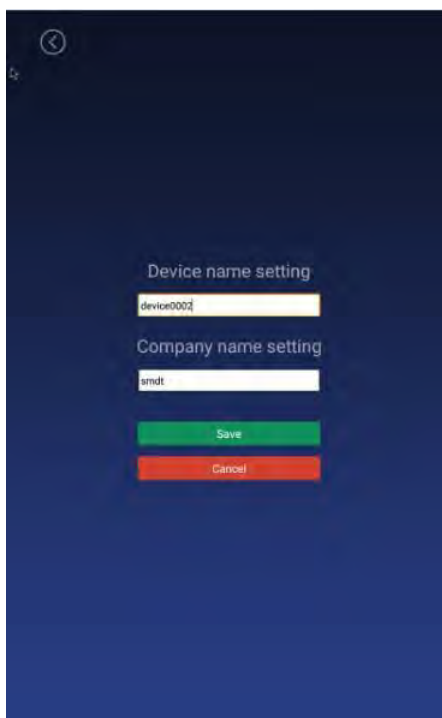 Device name setting
device0002
Company name setting
smdt
Save
Cancel